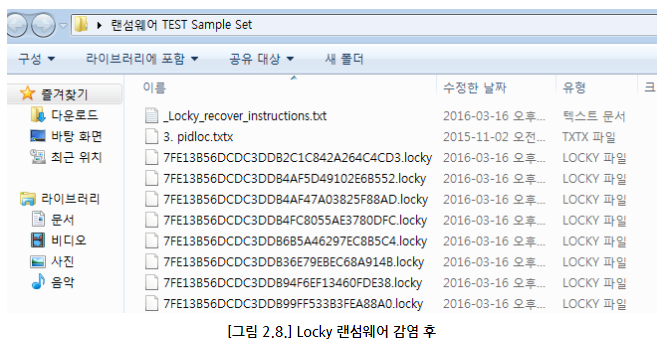 랜섬웨어 TEST Sample Set
구성 라이브러리에 포함 공유 대상 새 폴더
이름 수정한 날짜 유형 크
즐겨찾기
다운로드
바탕 화면
최근 위치
라이브러리
문서
비디오
사진
음악
_Locky_recover_instructions.txt 2016-03-16 오후... 텍스트 문서
3. pidloc.txtx 2015-11-02 오전... TXTX 파일
7FE13B56DCDC3DDB2C1C842A264C4CD3.locky 2016-03-16 오후... LOCKY 파일
7FE13B56DCDC3DDB4AF5D49102E6B552.locky 2016-03-16 오후... LOCKY 파일
7FE13B56DCDC3DDB4AF47A03825F88AD.locky 2016-03-16 오후... LOCKY 파일
7FE13B56DCDC3DDB4FC8055AE3780DFC.locky 2016-03-16 오후... LOCKY 파일
7FE13B56DCDC3DDB6B5A46297EC8B5C4.locky 2016-03-16 오후... LOCKY 파일
7FE13B56DCDC3DDB36E79EBEC68A914B.locky 2016-03-16 오후... LOCKY 파일
7FE13B56DCDC3DDB94F6EF13460FDE38.locky 2016-03-16 오후... LOCKY 파일
7FE13B56DCDC3DDB99FF533B3FEA88A0.locky 2016-03-16 오후... LOCKY 파일
[그림 2.8.] Locky 랜섬웨어 감염 후